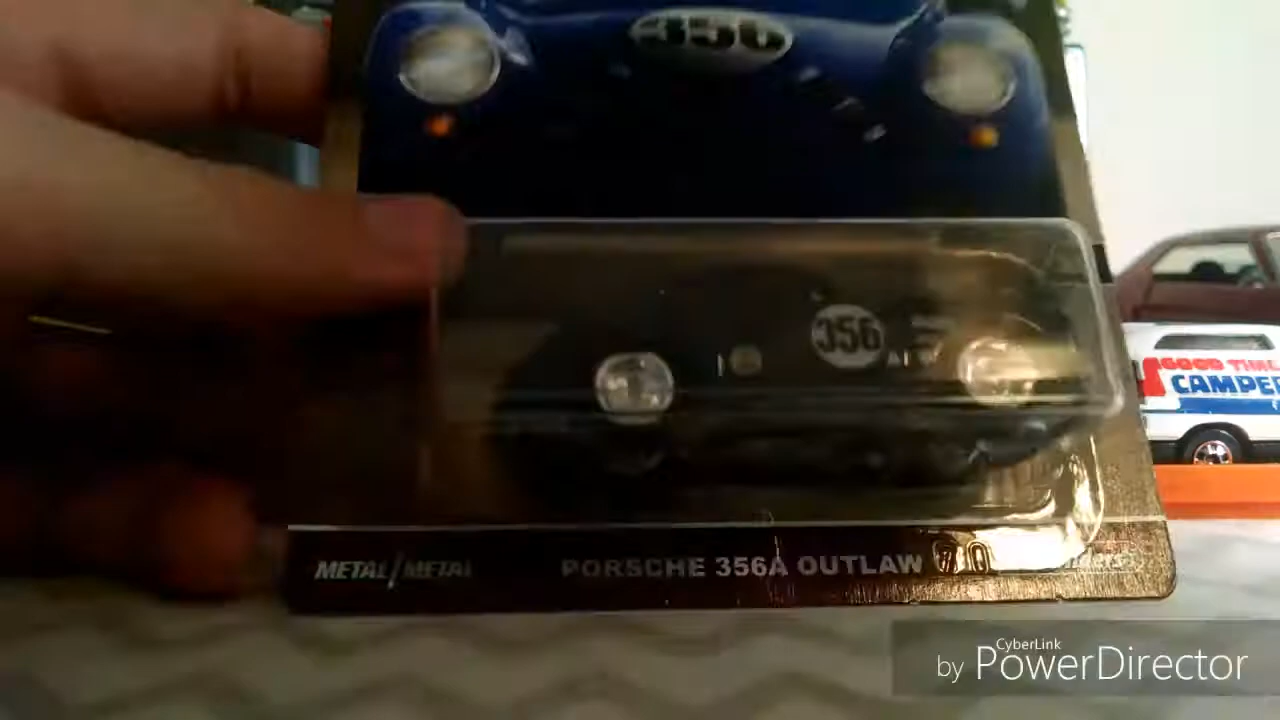 356
356
METAL/METAL
PORSCHE 356A OUTLAW
GOOD TIME
CAMPER
CyberLink
by PowerDirector